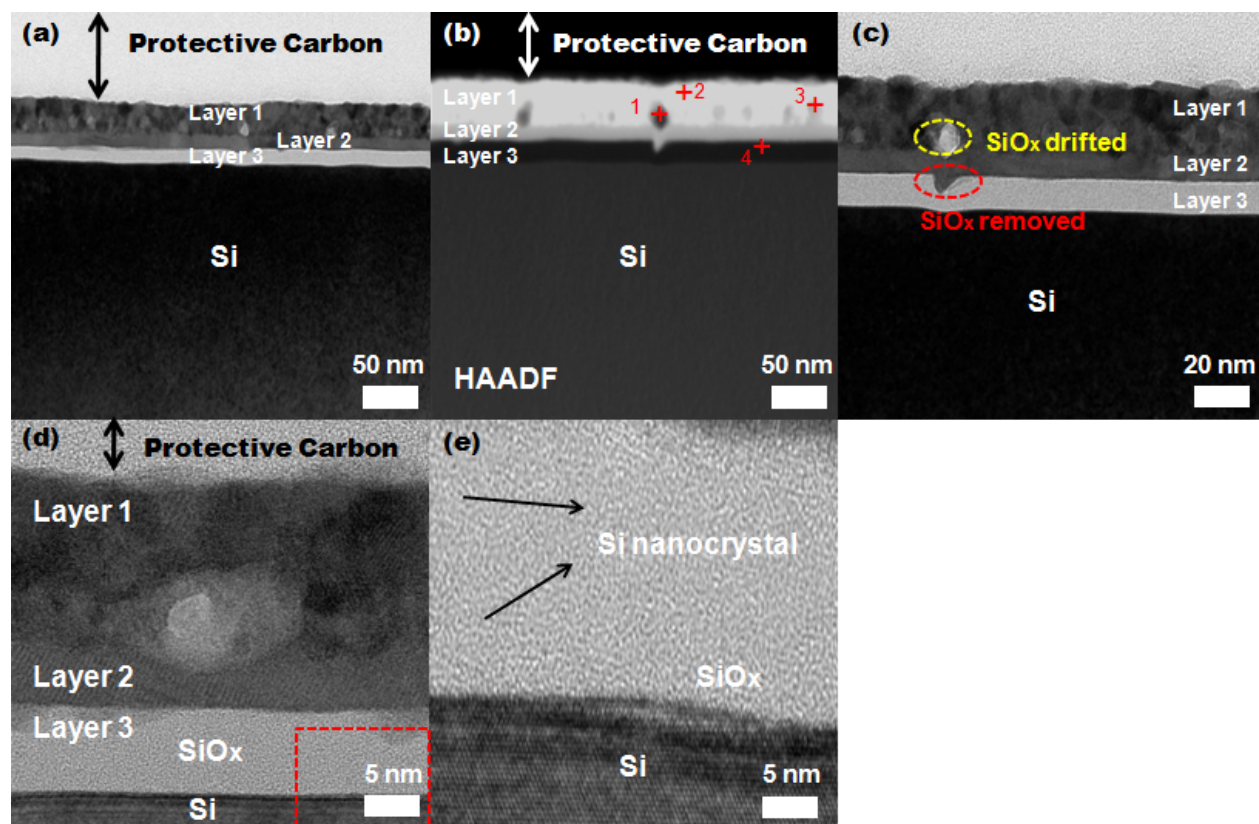 (a)
Protective Carbon
Layer 1
Layer 2
Layer 3
Si
50 nm
(b)
Protective Carbon
Layer 1
1
2
3
Layer 2
Layer 3
4
Si
HAADF
50 nm
(c)
Layer 1
SiOx drifted
Layer 2
Layer 3
SiOx removed
Si
20 nm
(d)
Protective Carbon
Layer 1
Layer 2
Layer 3
SiOx
5 nm
Si
(e)
Si nanocrystal
SiOx
Si
5 nm